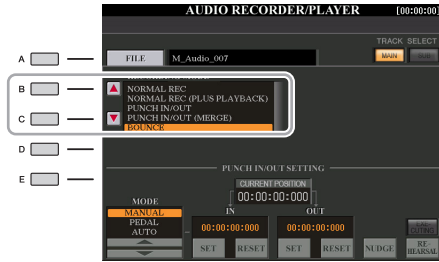 AUDIO RECORDER/PLAYER [00:00:00]
TRACK SELECT
A FILE M_Audio_007 MAIN SUB
B NORMAL REC
NORMAL REC (PLUS PLAYBACK)
PUNCH IN/OUT
C PUNCH IN/OUT (MERGE)
BOUNCE
D
E PUNCH IN/OUT SETTING
CURRENT POSITION
00:00:00:000
MODE IN OUT
MANUAL
PEDAL 00:00:00:000 00:00:00:000
AUTO
SET RESET SET RESET NUDGE RE-
HEARSAL